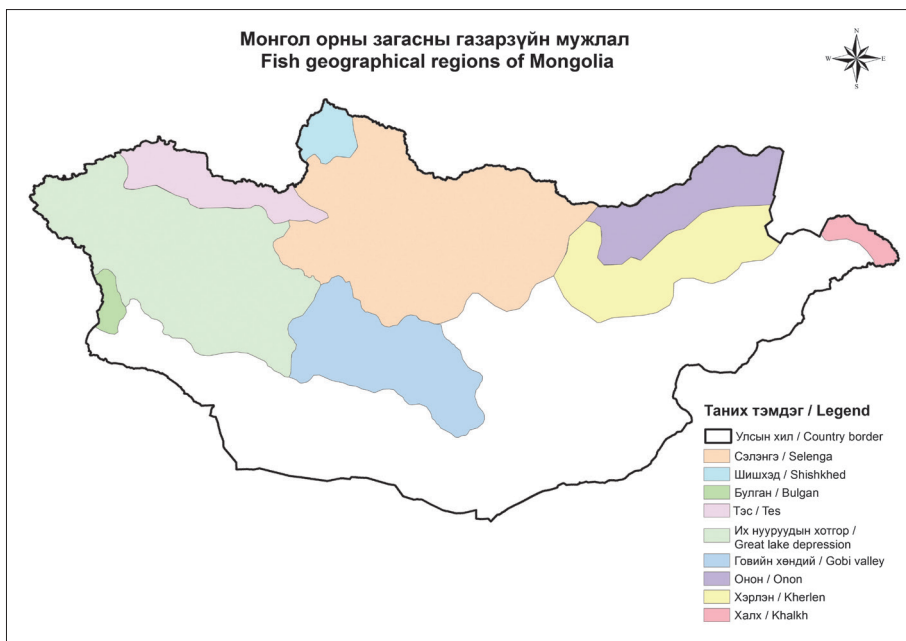 Монгол орны загасны газарзүйн мужлал
Fish geographical regions of Mongolia
N
W E
S
Таних тэмдэг / Legend
Улсын хил / Country border
Сэлэнгэ / Selenga
Шишхэд / Shishkhed
Булган / Bulgan
Тэс / Tes
Их нууруудын хотгор /
Great lake depression
Говийн хөндий / Gobi valley
Онон / Onon
Хэрлэн / Kherlen
Халх / Khalkh